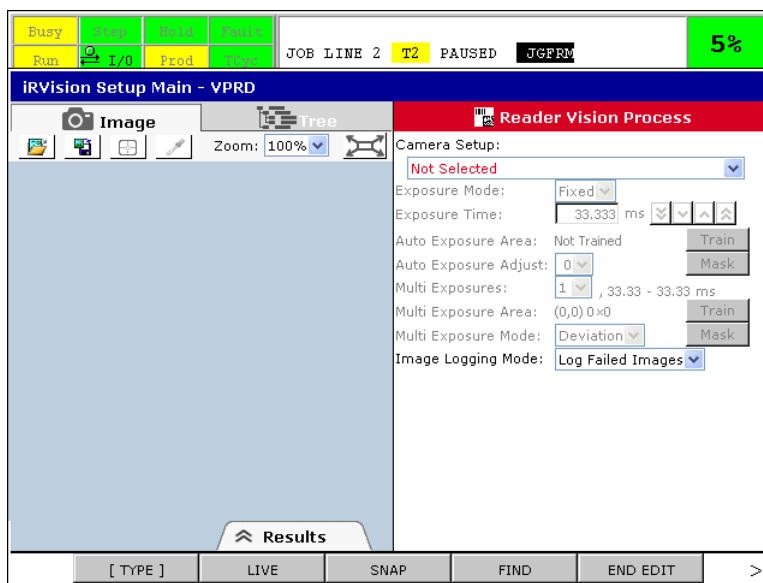 Busy Step Hold Fault
Run I/O Prod TCyc
JOB LINE 2 T2 PAUSED JGFRM
5%
iRVision Setup Main - VPRD
Image Tree
Zoom: 100%
Reader Vision Process
Camera Setup:
Not Selected
Exposure Mode: Fixed
Exposure Time: 33.333 ms
Auto Exposure Area: Not Trained Train
Auto Exposure Adjust: 0 Mask
Multi Exposures: 1 , 33.33 - 33.33 ms
Multi Exposure Area: (0,0) 0×0 Train
Multi Exposure Mode: Deviation Mask
Image Logging Mode: Log Failed Images
Results
[ TYPE ] LIVE SNAP FIND END EDIT >